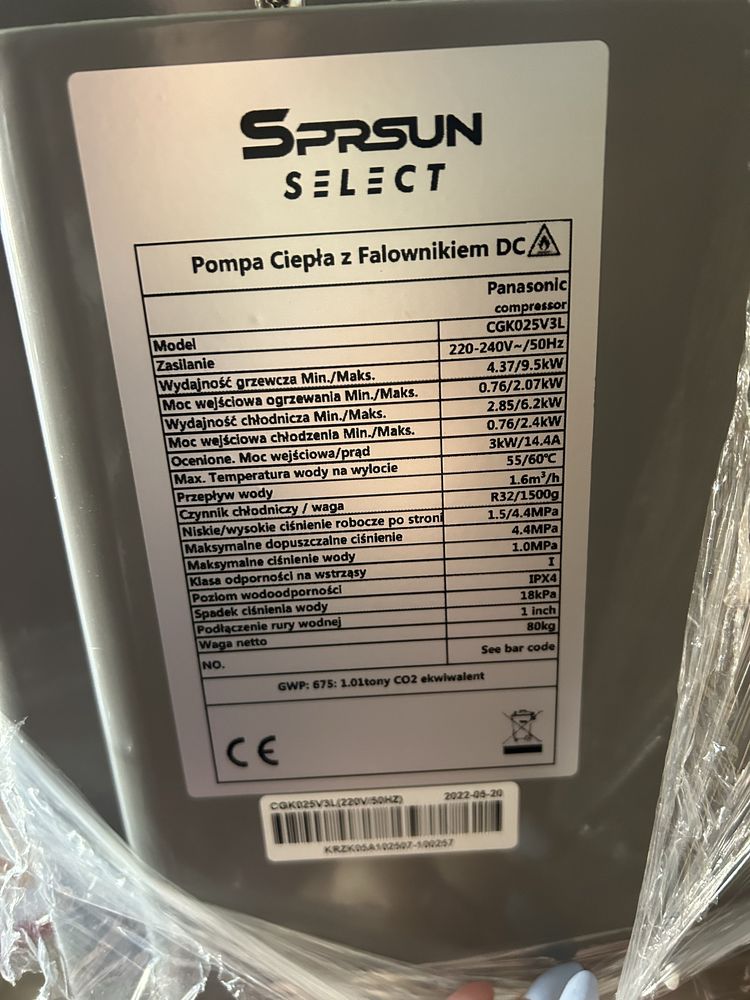 SPRSUN
SELECT
Pompa Ciepła z Falownikiem DC
Panasonic
compressor
Model CGK025V3L
Zasilanie 220-240V~/50Hz
Wydajność grzewcza Min./Maks. 4.37/9.5kW
Moc wejściowa ogrzewania Min./Maks. 0.76/2.07kW
Wydajność chłodnicza Min./Maks. 2.85/6.2kW
Moc wejściowa chłodzenia Min./Maks. 0.76/2.4kW
Ocenione. Moc wejściowa/prąd 3kW/14.4A
Max. Temperatura wody na wylocie 55/60℃
Przepływ wody 1.6m³/h
Czynnik chłodniczy / waga R32/1500g
Niskie/wysokie ciśnienie robocze po stroni 1.5/4.4MPa
Maksymalne dopuszczalne ciśnienie 4.4MPa
Maksymalne ciśnienie wody 1.0MPa
Klasa odporności na wstrząsy I
Poziom wodoodporności IPX4
Spadek ciśnienia wody 18kPa
Podłączenie rury wodnej 1 inch
Waga netto 80kg
NO. See bar code
GWP: 675: 1.01tony CO2 ekwiwalent
CE
CGK025V3L(220V/50HZ) 2022-05-20
KRZK05A102507-100257